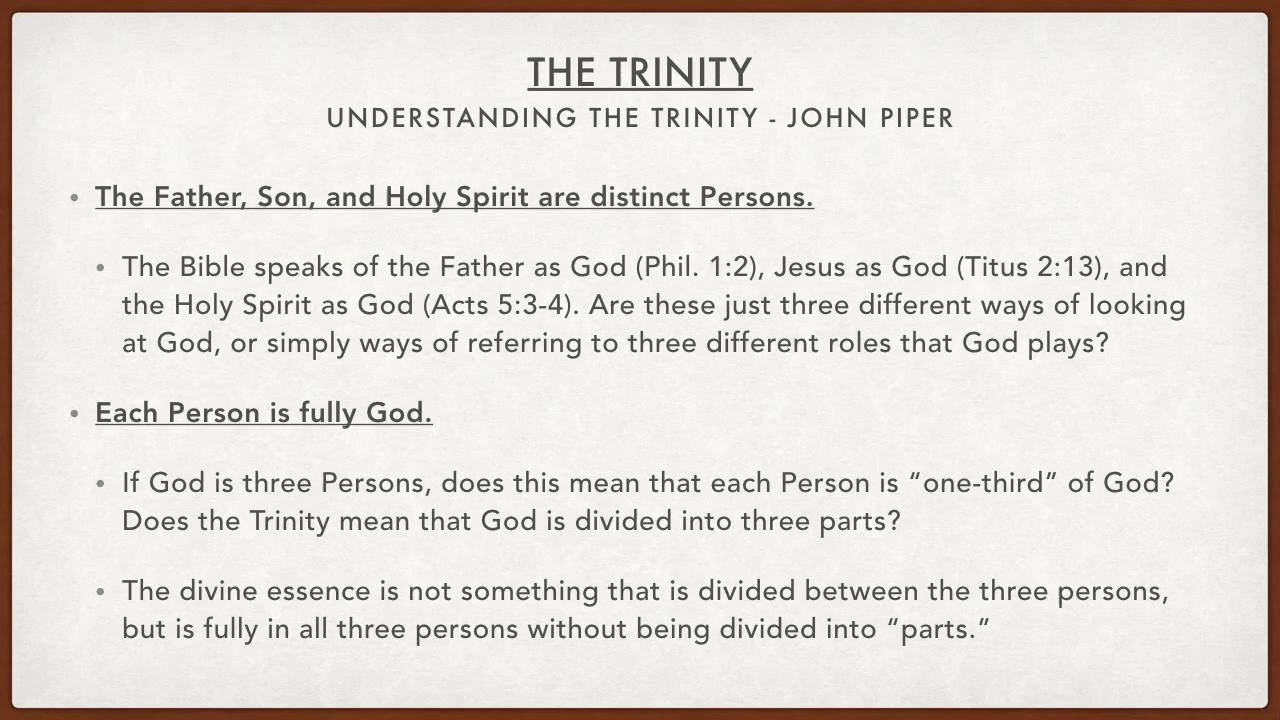 THE TRINITY
UNDERSTANDING THE TRINITY - JOHN PIPER
• The Father, Son, and Holy Spirit are distinct Persons.
• The Bible speaks of the Father as God (Phil. 1:2), Jesus as God (Titus 2:13), and
the Holy Spirit as God (Acts 5:3-4). Are these just three different ways of looking
at God, or simply ways of referring to three different roles that God plays?
• Each Person is fully God.
• If God is three Persons, does this mean that each Person is “one-third” of God?
Does the Trinity mean that God is divided into three parts?
• The divine essence is not something that is divided between the three persons,
but is fully in all three persons without being divided into “parts.”